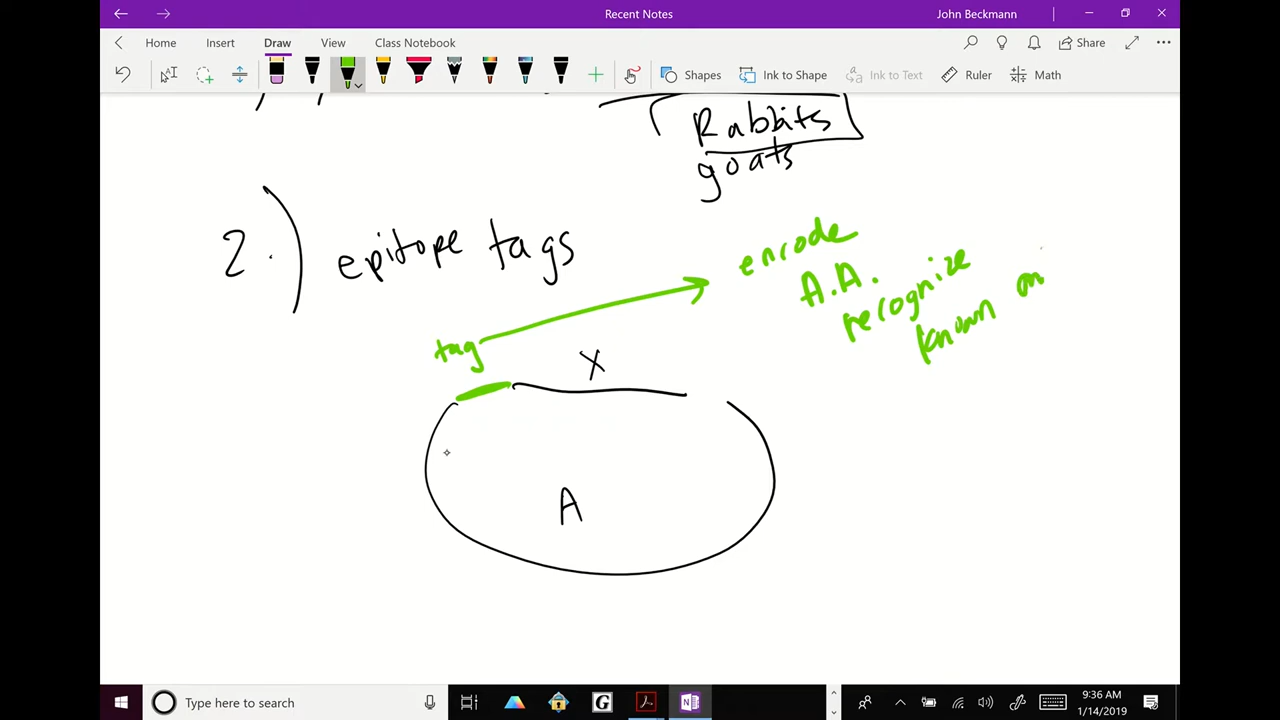 Recent Notes
John Beckmann
Home Insert Draw View Class Notebook
Share
Shapes
Ink to Shape
Ink to Text
Ruler
Math
Rabbits
goats
2.) epitope tags
encode
A.A.
recognize
known
tag
X
A
Type here to search
G
9:36 AM
1/14/2019